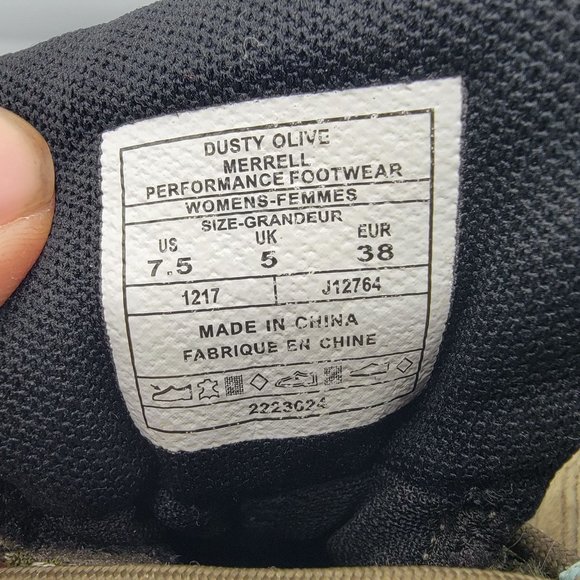 DUSTY OLIVE
MERRELL
PERFORMANCE FOOTWEAR
WOMENS-FEMMES
SIZE-GRANDEUR
US UK EUR
7.5 5 38
1217 J12764
MADE IN CHINA
FABRIQUE EN CHINE
2223024